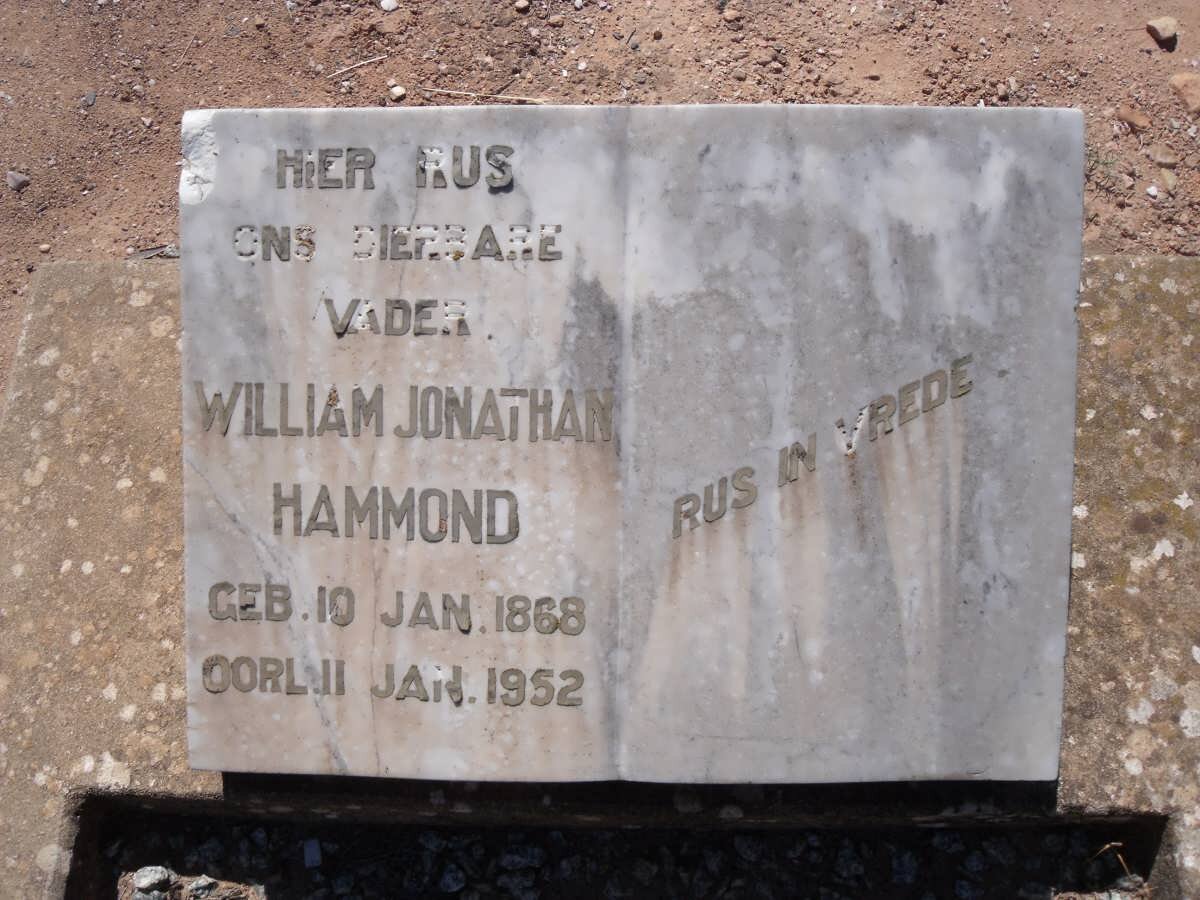 HIER RUS
ONS DIERBARE
VADER
WILLIAM JONATHAN
HAMMOND
GEB. 10 JAN. 1868
OORL. 11 JAN. 1952
RUS IN VREDE